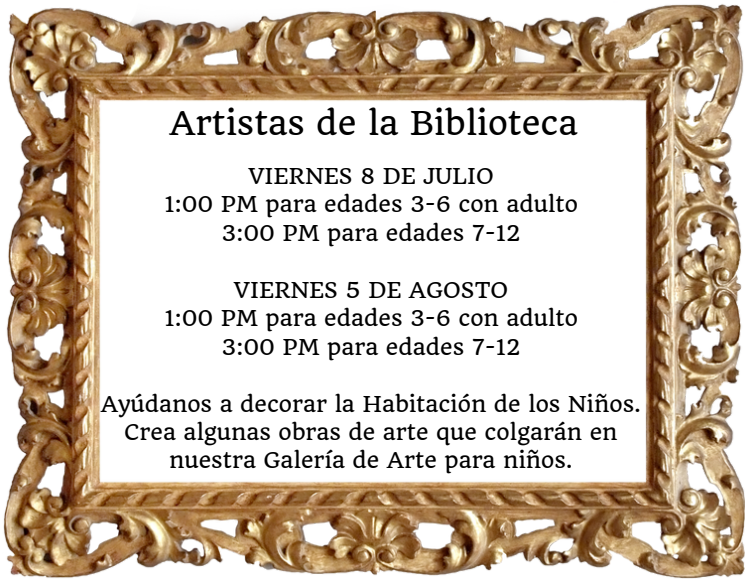 Artistas de la Biblioteca
VIERNES 8 DE JULIO
1:00 PM para edades 3-6 con adulto
3:00 PM para edades 7-12
VIERNES 5 DE AGOSTO
1:00 PM para edades 3-6 con adulto
3:00 PM para edades 7-12
Ayúdanos a decorar la Habitación de los Niños.
Crea algunas obras de arte que colgarán en
nuestra Galería de Arte para niños.